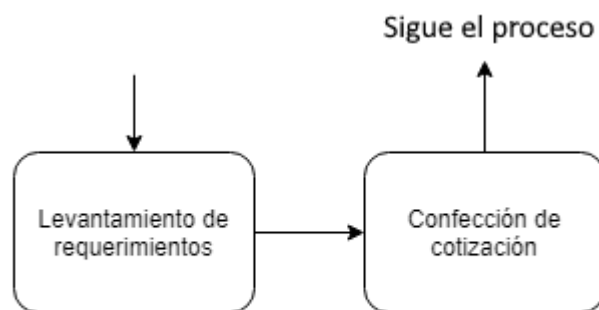 Sigue el proceso
Levantamiento de
requerimientos
Confección de
cotización